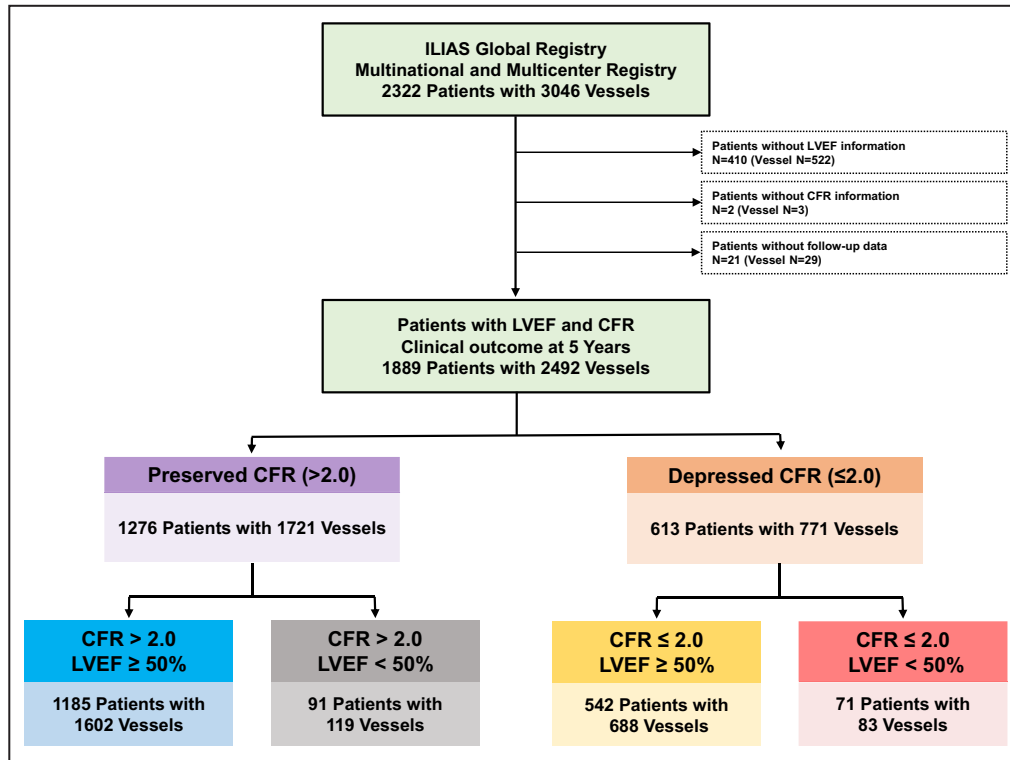 ILIAS Global Registry
Multinational and Multicenter Registry
2322 Patients with 3046 Vessels
Patients without LVEF information
N=410 (Vessel N=522)
Patients without CFR information
N=2 (Vessel N=3)
Patients without follow-up data
N=21 (Vessel N=29)
Patients with LVEF and CFR
Clinical outcome at 5 Years
1889 Patients with 2492 Vessels
Preserved CFR (>2.0)
1276 Patients with 1721 Vessels
Depressed CFR (≤2.0)
613 Patients with 771 Vessels
CFR > 2.0
LVEF ≥ 50%
1185 Patients with
1602 Vessels
CFR > 2.0
LVEF < 50%
91 Patients with
119 Vessels
CFR ≤ 2.0
LVEF ≥ 50%
542 Patients with
688 Vessels
CFR ≤ 2.0
LVEF < 50%
71 Patients with
83 Vessels